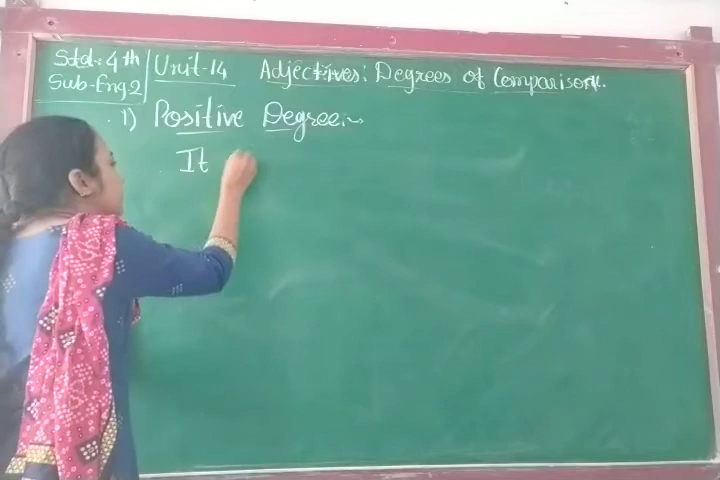 Std:- 4th
Sub-Eng 2
Unit-14 Adjectives: Degrees of Comparison.
1) Positive Degree:~
It